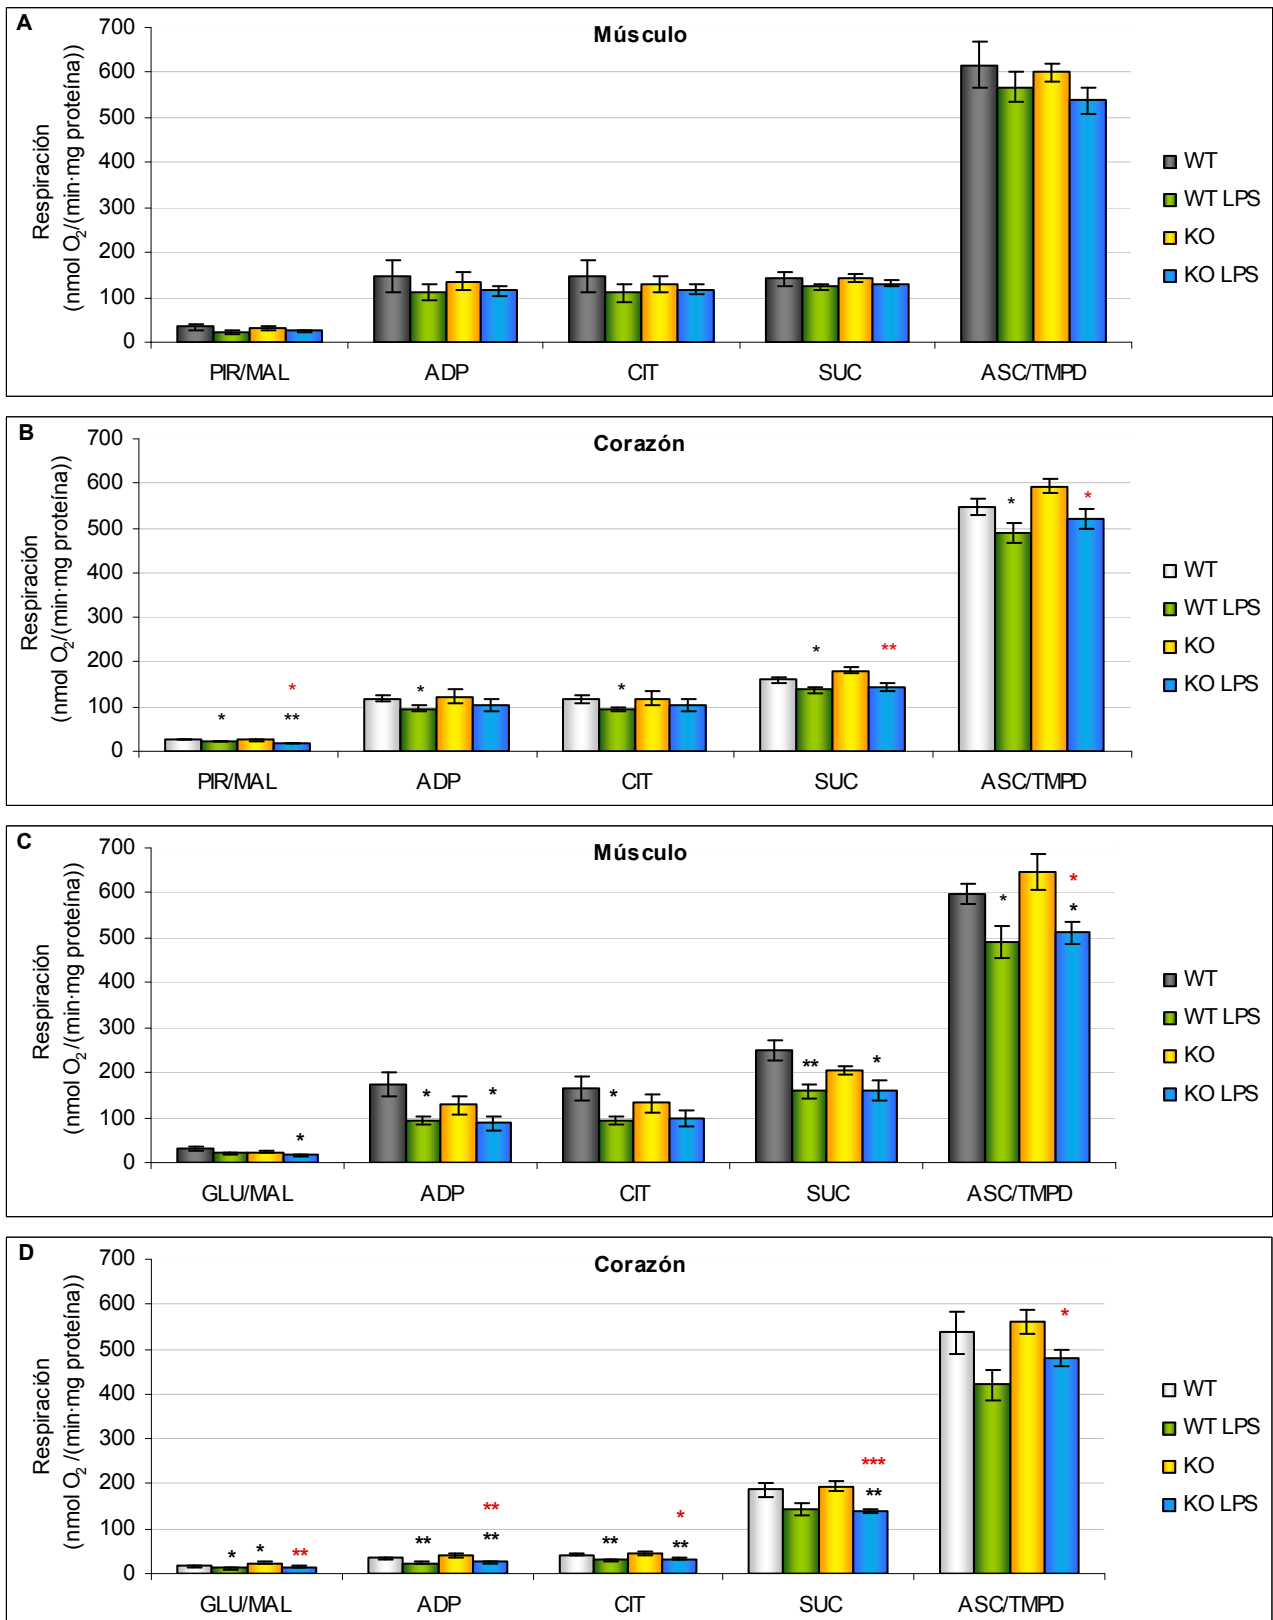 A
Músculo
Respiración
(nmol O2/(min·mg proteína))
700
600
500
400
300
200
100
0
PIR/MAL ADP CIT SUC ASC/TMPD
WT
WT LPS
KO
KO LPS
B
Corazón
Respiración
(nmol O2/(min·mg proteína))
700
600
500
400
300
200
100
0
* *
* **
*
* **
* *
PIR/MAL ADP CIT SUC ASC/TMPD
WT
WT LPS
KO
KO LPS
C
Músculo
Respiración
(nmol O2/(min·mg proteína))
700
600
500
400
300
200
100
0
*
* *
*
** *
* * *
GLU/MAL ADP CIT SUC ASC/TMPD
WT
WT LPS
KO
KO LPS
D
Corazón
Respiración
(nmol O2/(min·mg proteína))
700
600
500
400
300
200
100
0
* * **
** ** **
** * **
*** **
*
GLU/MAL ADP CIT SUC ASC/TMPD
WT
WT LPS
KO
KO LPS